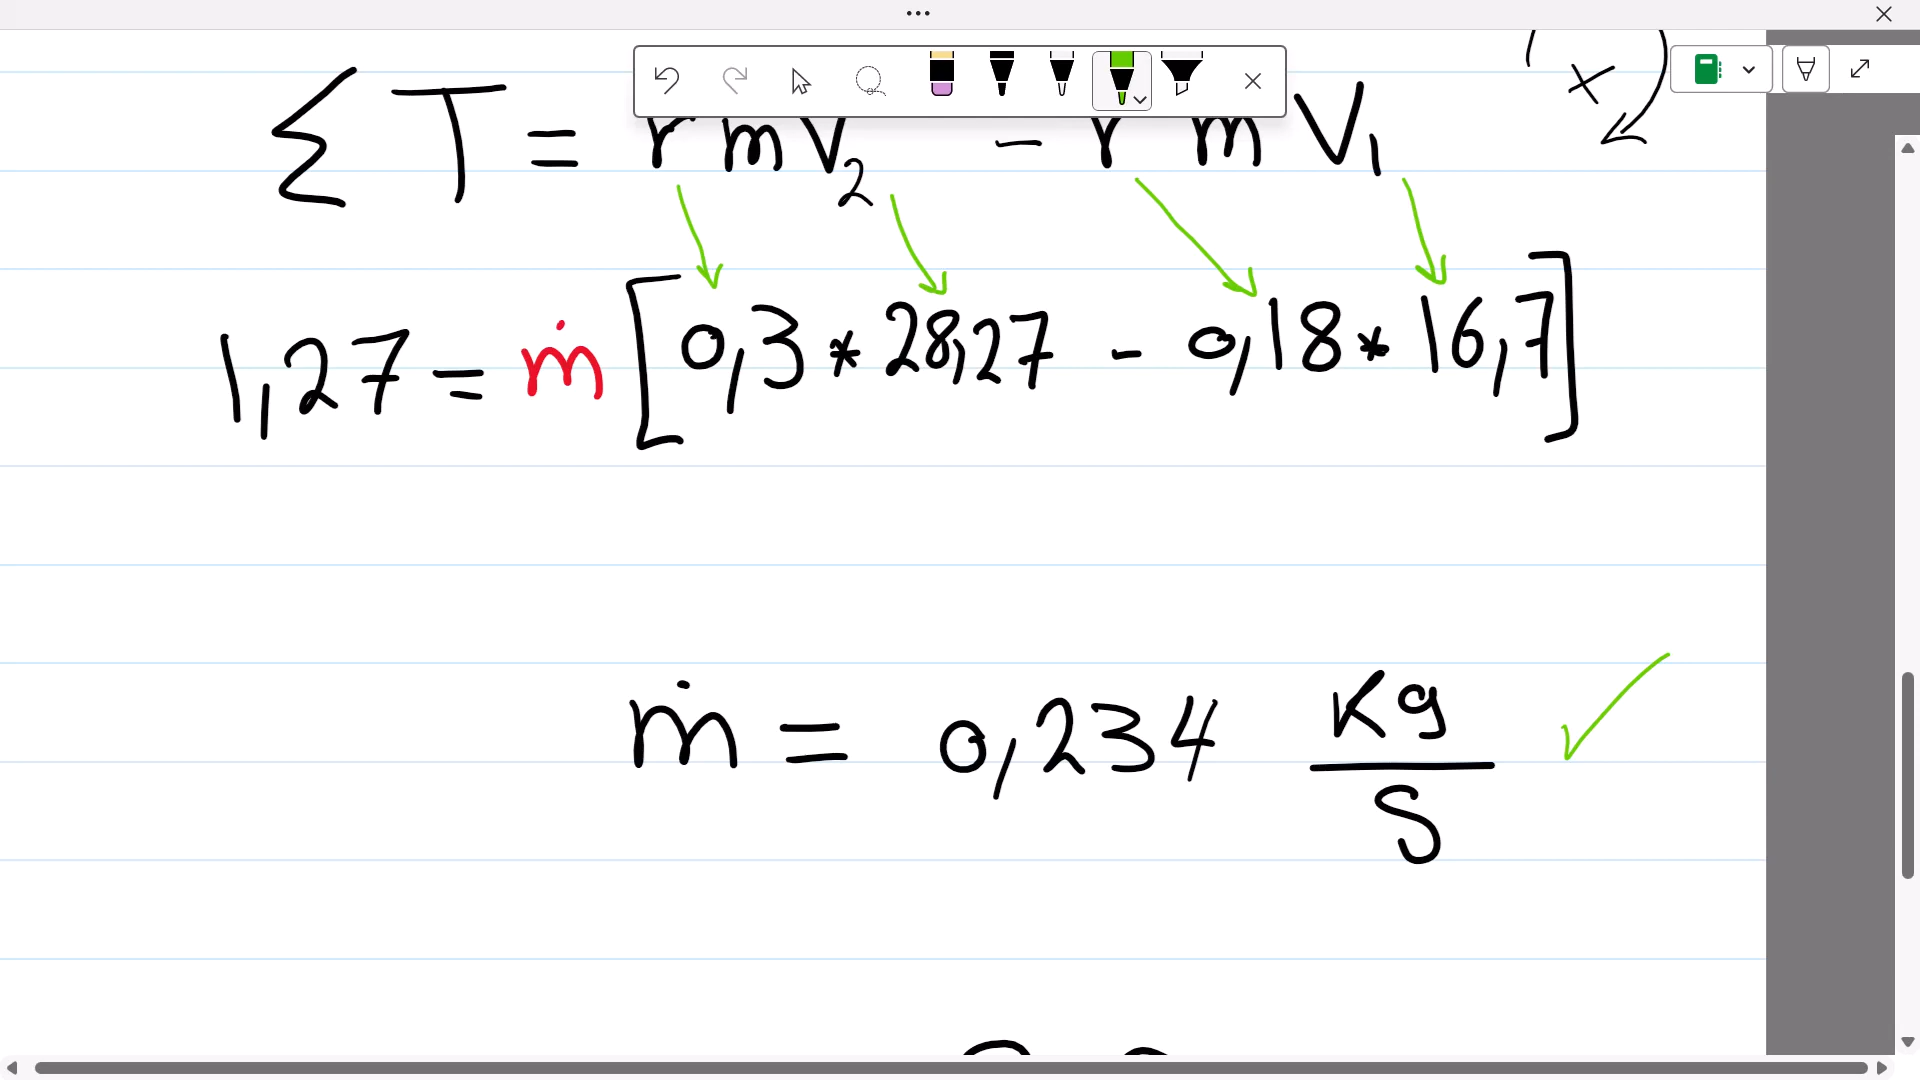 Σ T = r ṁ V₂ - r ṁ V₁
x
1,27 = ṁ [0,3 * 28,27 - 0,18 * 16,7]
ṁ = 0,234 Kg/S